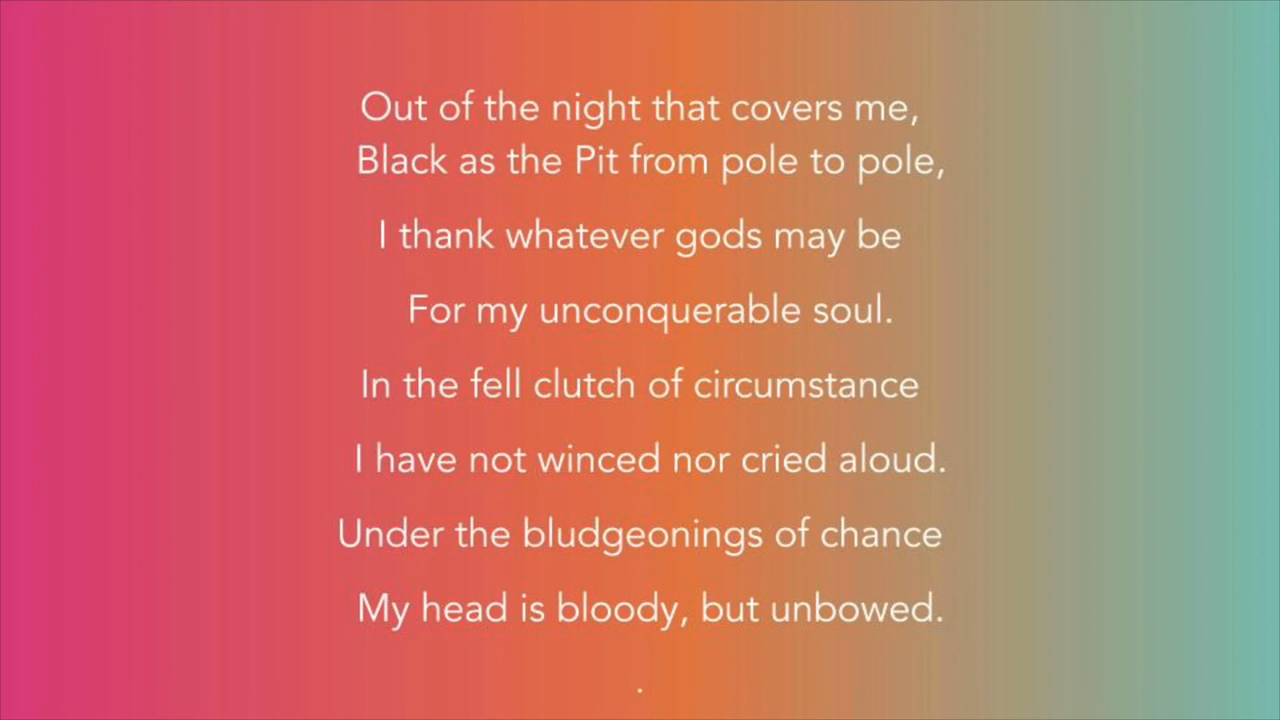 Out of the night that covers me,
Black as the Pit from pole to pole,
I thank whatever gods may be
For my unconquerable soul.
In the fell clutch of circumstance
I have not winced nor cried aloud.
Under the bludgeonings of chance
My head is bloody, but unbowed.
.